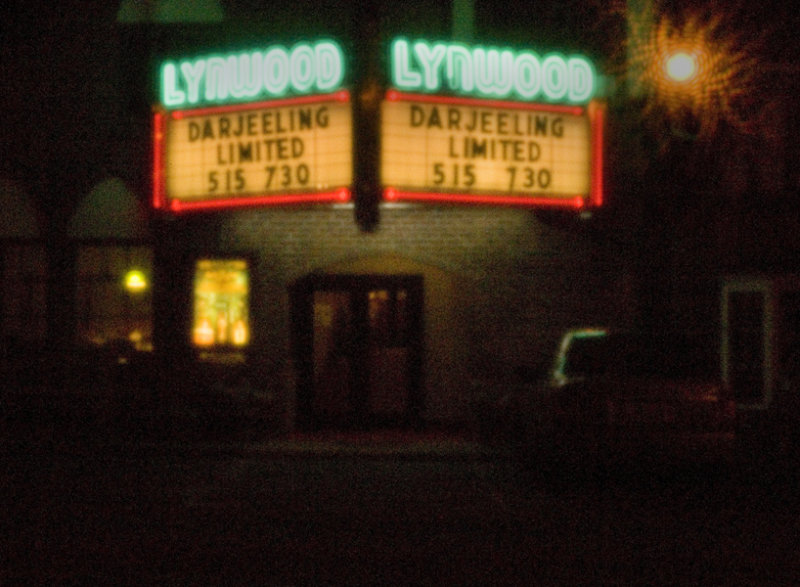 LYNWOOD
DARJEELING
LIMITED
515 730
LYNWOOD
DARJEELING
LIMITED
515 730